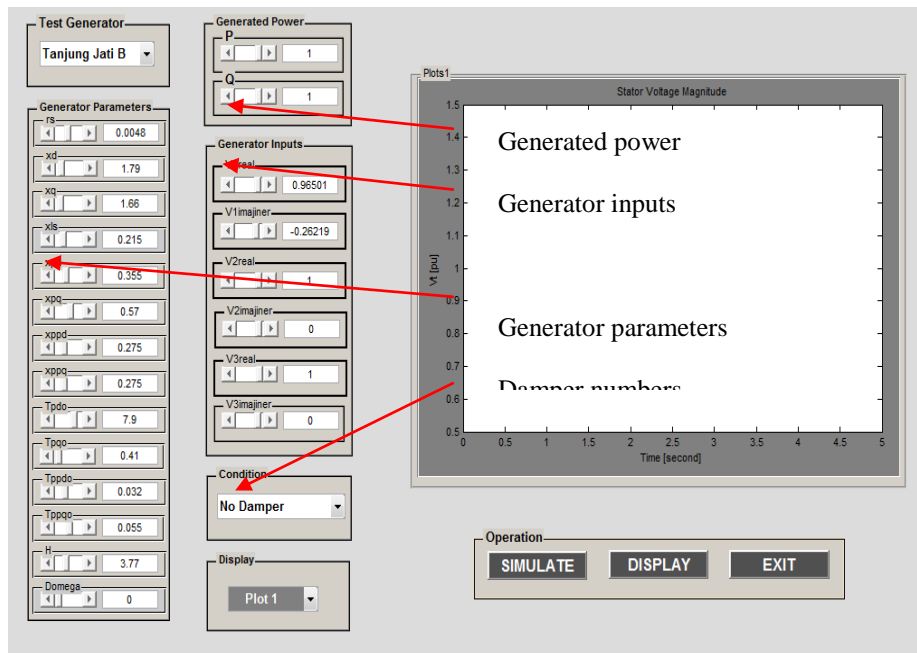 Test Generator
Tanjung Jati B
Generator Parameters
rs
0.0048
xd
1.79
xq
1.66
xls
0.215
0.355
xpq
0.57
xppd
0.275
xppq
0.275
Tpdo
7.9
Tpqo
0.41
Tppdo
0.032
Tppqo
0.055
H
3.77
Domega
0
Generated Power
P
1
Q
1
Generator Inputs
0.96501
V1imajiner
-0.26219
V2real
1
V2imajiner
0
V3real
1
V3imajiner
0
Condition
No Damper
Display
Plot 1
Plots1
Stator Voltage Magnitude
1.5
1.4
1.3
1.2
1.1
1
0.9
0.8
0.7
0.6
0.5
Vt [pu]
Generated power
Generator inputs
Generator parameters
Damper numbers
0 0.5 1 1.5 2 2.5 3 3.5 4 4.5 5
Time [second]
Operation
SIMULATE DISPLAY EXIT